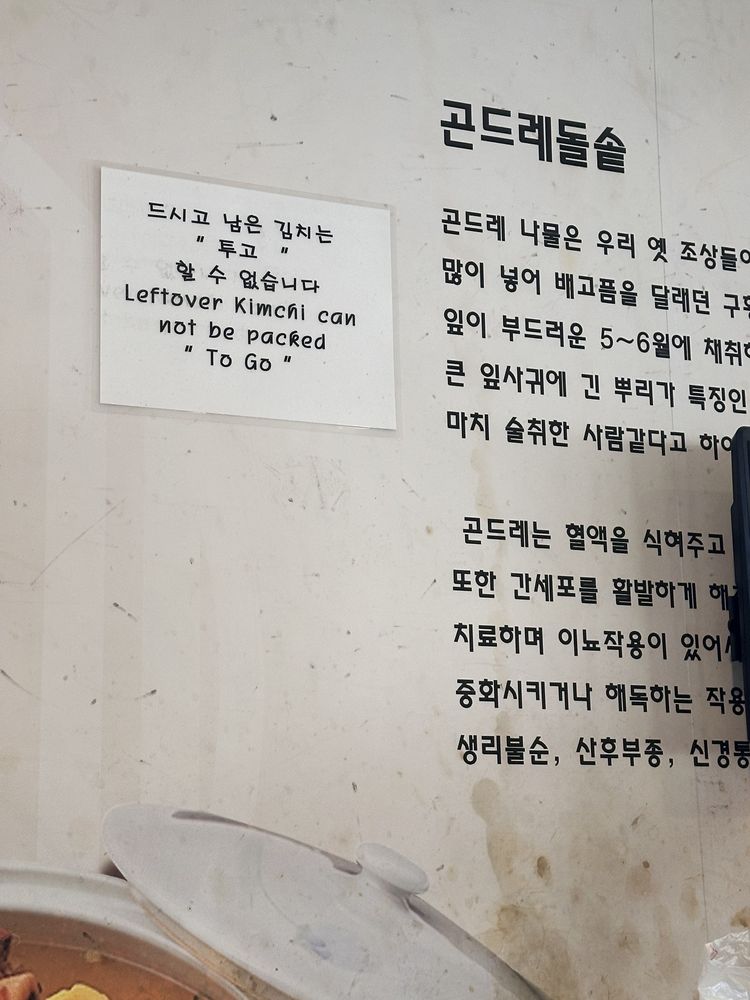 드시고 남은 김치는
" 투고 "
할 수 없습니다
Leftover Kimchi can
not be packed
" To Go "
곤드레돌솥
곤드레 나물은 우리 옛 조상들이
많이 넣어 배고픔을 달래던
잎이 부드러운 5~6월에
큰 잎사귀에 긴 뿌리가 특징인
마치 술취한 사람같다고
곤드레는 혈액을 식혀주고
또한 간세포를 활발하게
치료하며 이뇨작용이
중화시키거나 해독하는 작용
생리불순, 산후부종,